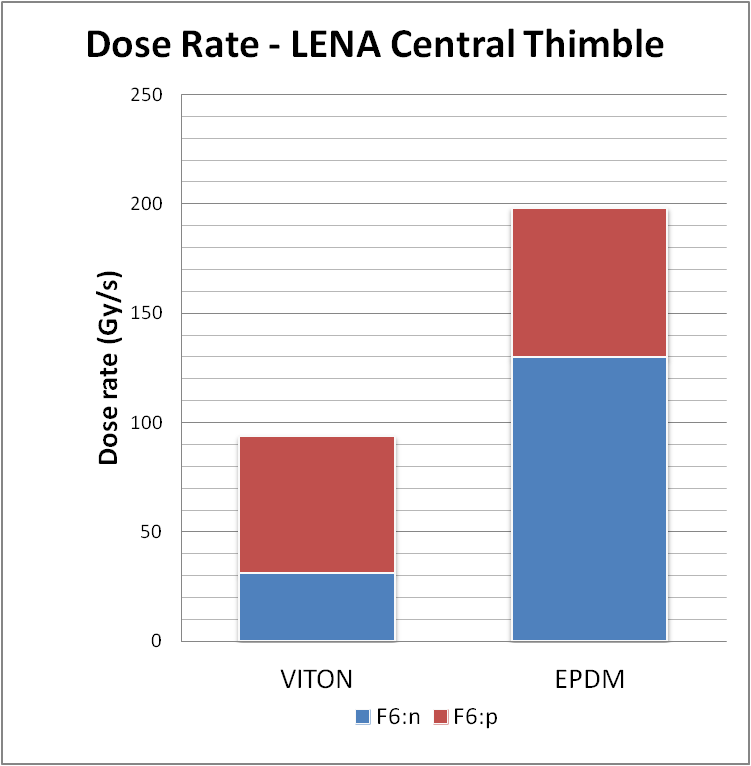 Dose Rate - LENA Central Thimble
Dose rate (Gy/s)
250
200
150
100
50
0
VITON EPDM
F6:n F6:p